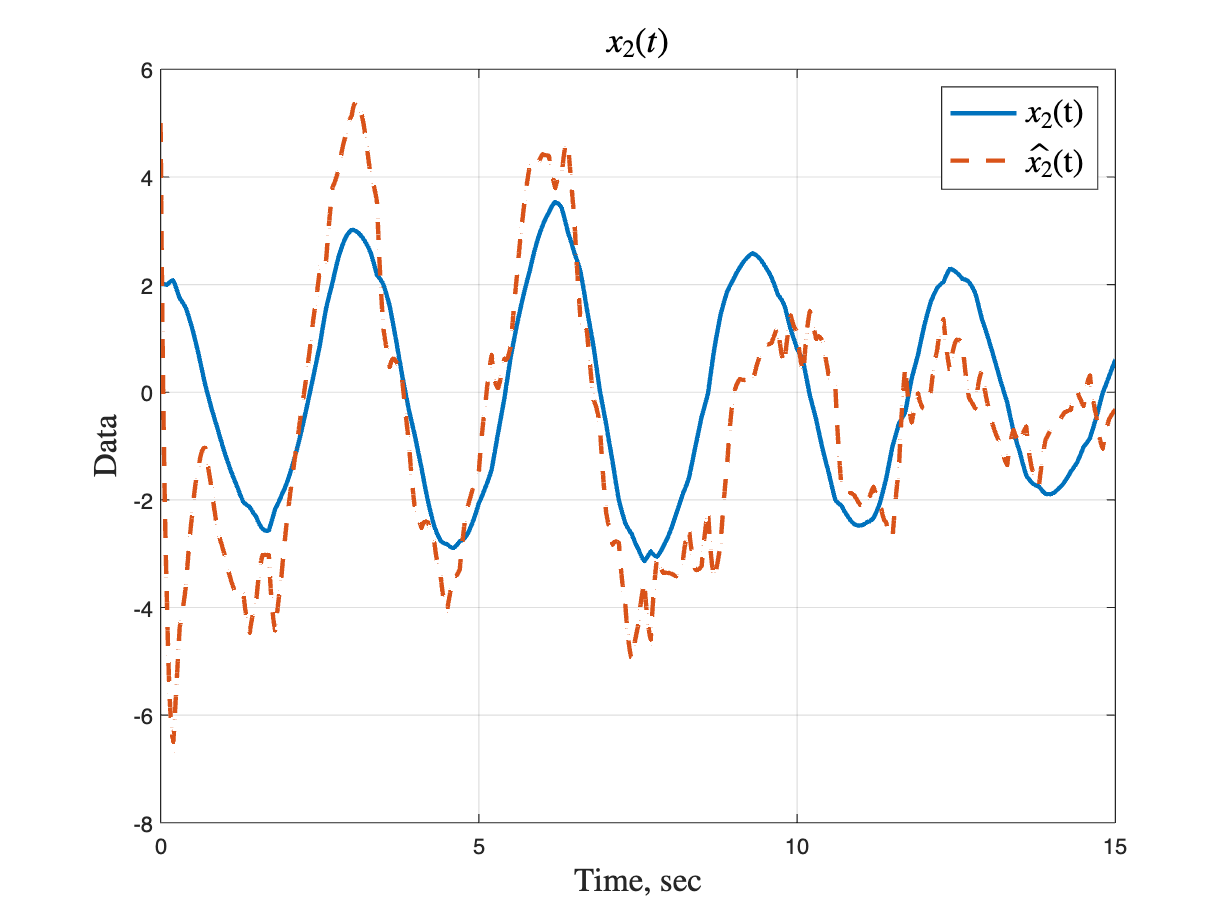 x₂(t)
6
4
2
0
-2
-4
-6
-8
Data
0 5 10 15
Time, sec
x₂(t)
x̂₂(t)